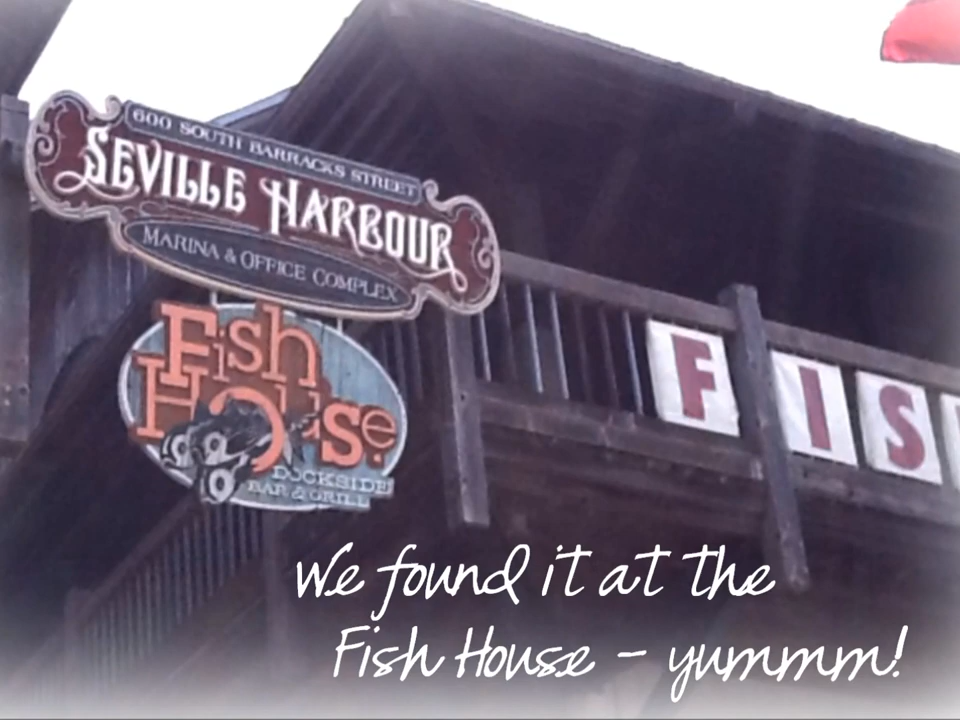 600 SOUTH BARRACKS STREET
SEVILLE HARBOUR
MARINA & OFFICE COMPLEX
Fish
House
DOCKSIDE
BAR & GRILL
FIS
We found it at the
Fish House - yummm!